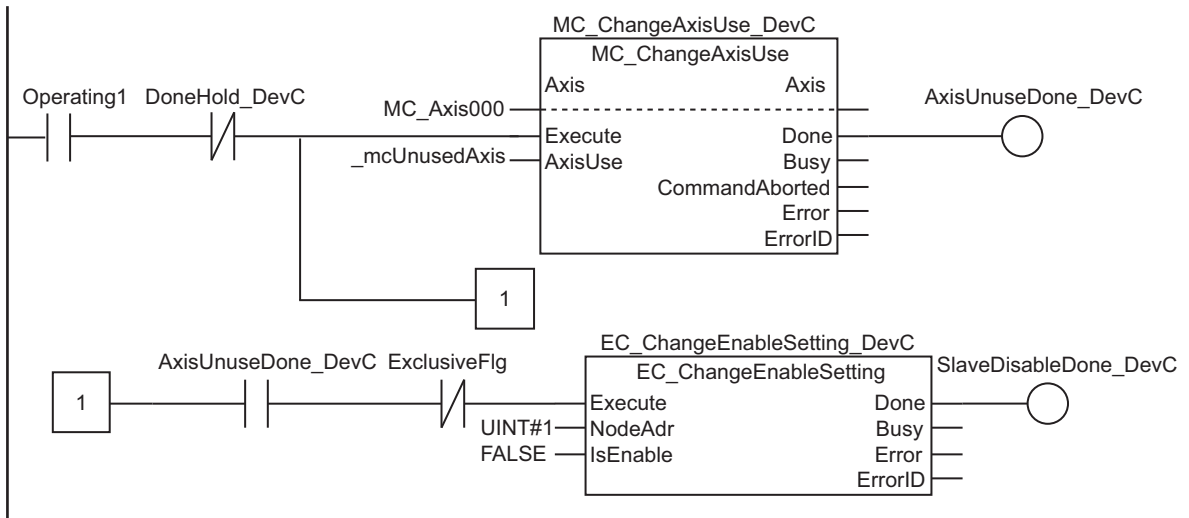 MC_ChangeAxisUse_DevC
MC_ChangeAxisUse
Operating1 DoneHold_DevC
Axis Axis
MC_Axis000
AxisUnuseDone_DevC
Execute Done
_mcUnusedAxis AxisUse Busy
CommandAborted
Error
ErrorID
1
EC_ChangeEnableSetting_DevC
AxisUnuseDone_DevC ExclusiveFlg EC_ChangeEnableSetting SlaveDisableDone_DevC
1 Execute Done
UINT#1 NodeAdr Busy
FALSE IsEnable Error
ErrorID